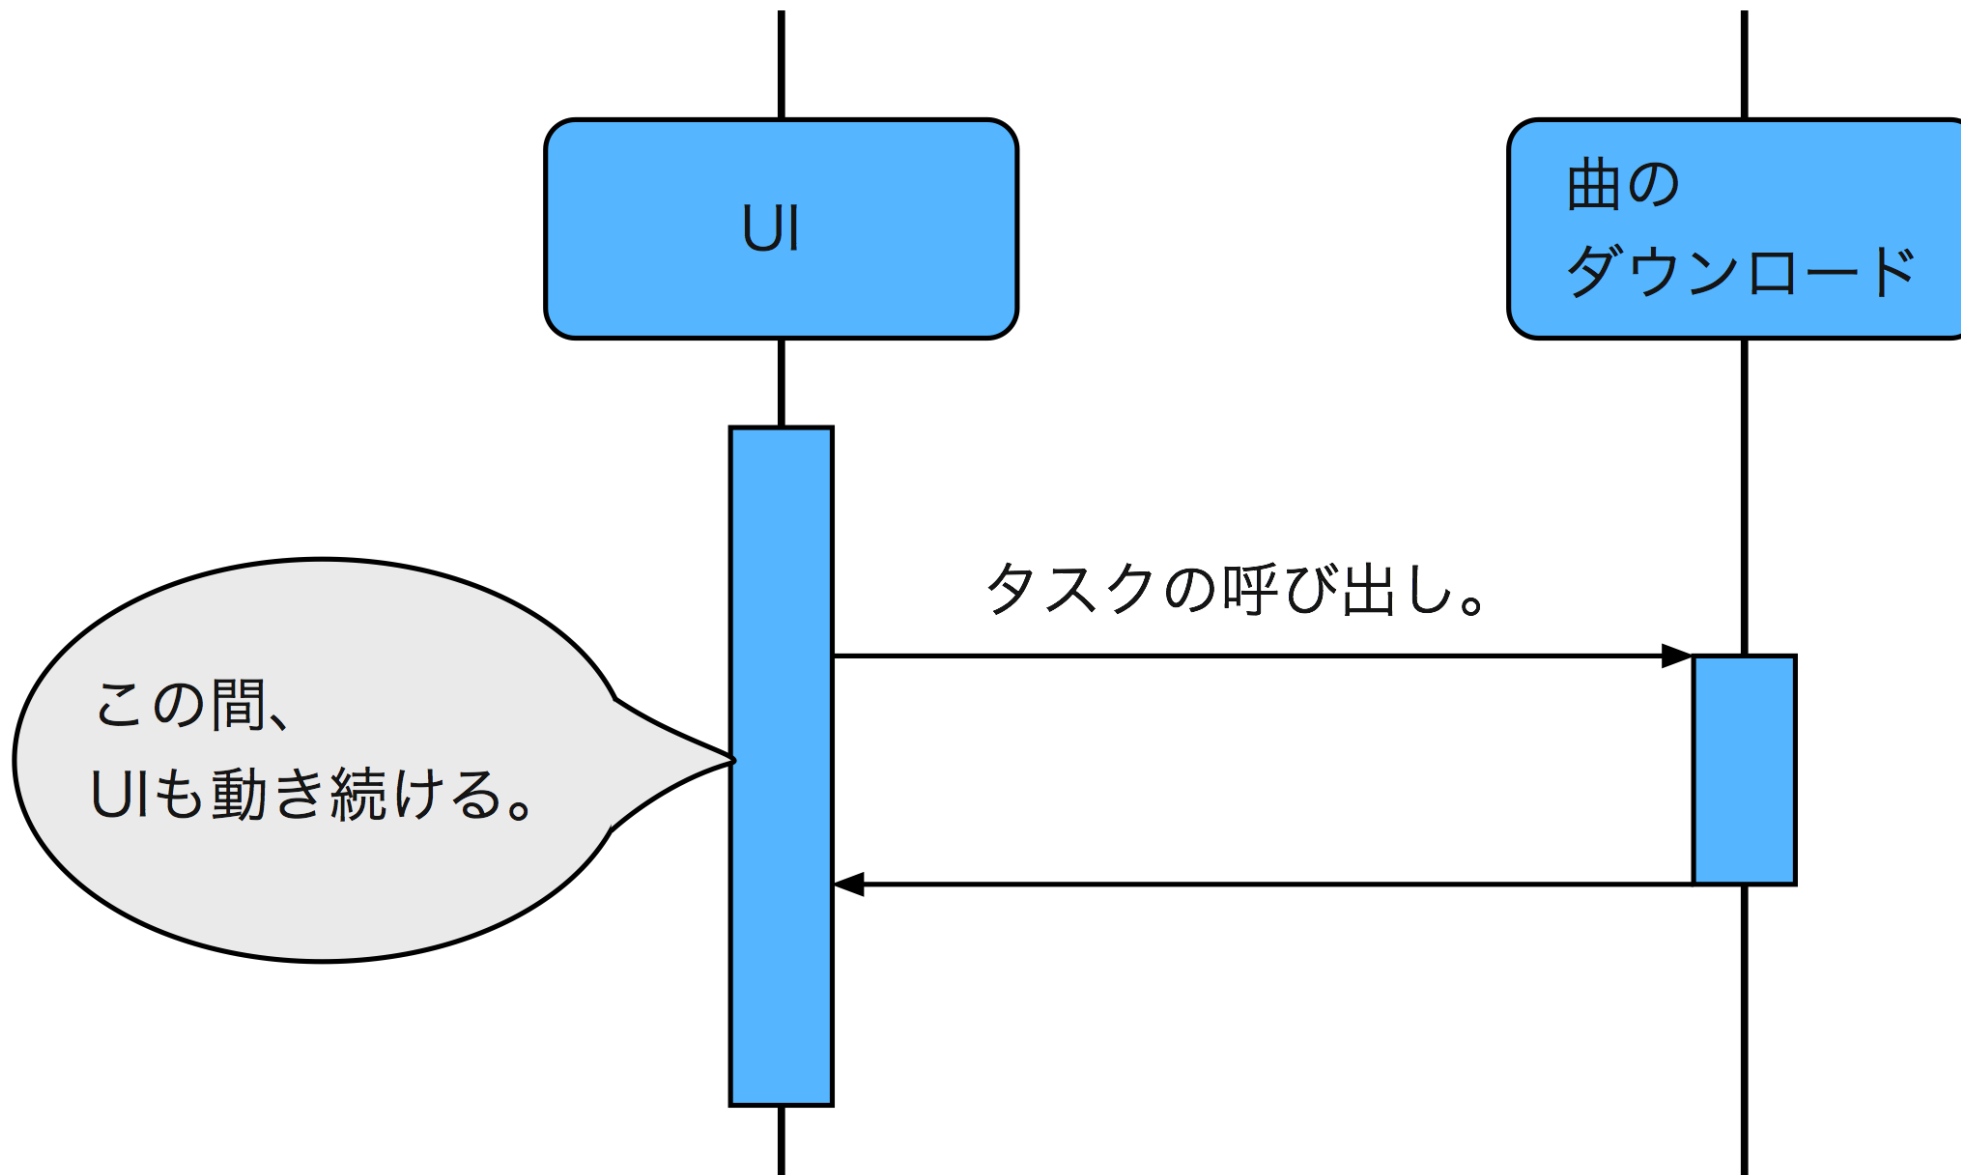 UI
曲の
ダウンロード
タスクの呼び出し。
この間、
UIも動き続ける。